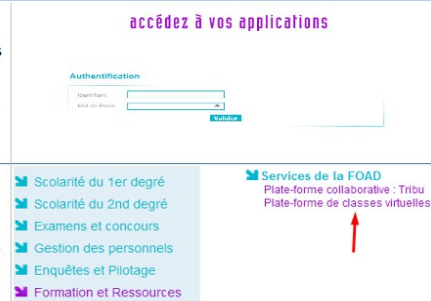 accédez à vos applications
s
Authentification
Identifiant
Mot de Passe
Valider
Scolarité du 1er degré
Scolarité du 2nd degré
Examens et concours
Gestion des personnels
Enquêtes et Pilotage
Formation et Ressources
Services de la FOAD
Plate-forme collaborative : Tribu
Plate-forme de classes virtuelles